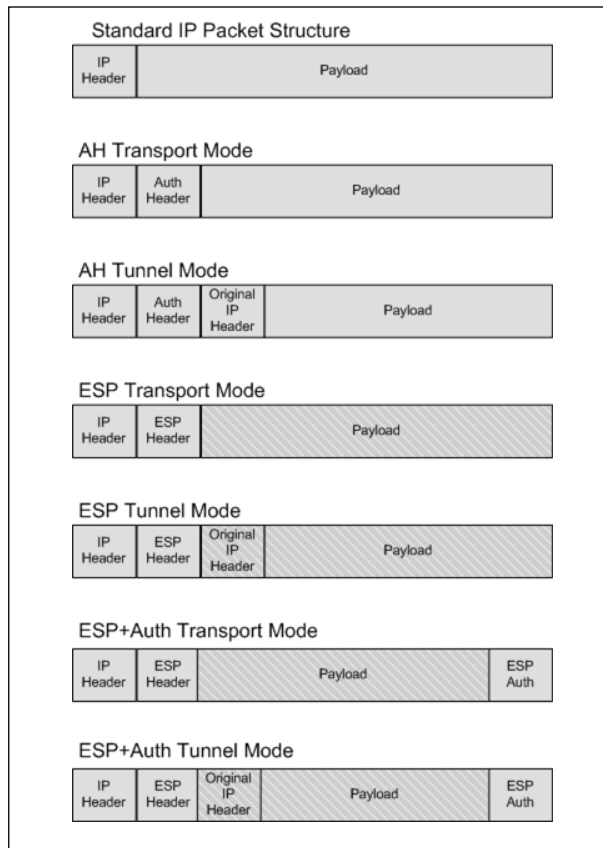 Standard IP Packet Structure
IP
Header
Payload
AH Transport Mode
IP
Header
Auth
Header
Payload
AH Tunnel Mode
IP
Header
Auth
Header
Original
IP
Header
Payload
ESP Transport Mode
IP
Header
ESP
Header
Payload
ESP Tunnel Mode
IP
Header
ESP
Header
Original
IP
Header
Payload
ESP+Auth Transport Mode
IP
Header
ESP
Header
Payload
ESP
Auth
ESP+Auth Tunnel Mode
IP
Header
ESP
Header
Original
IP
Header
Payload
ESP
Auth